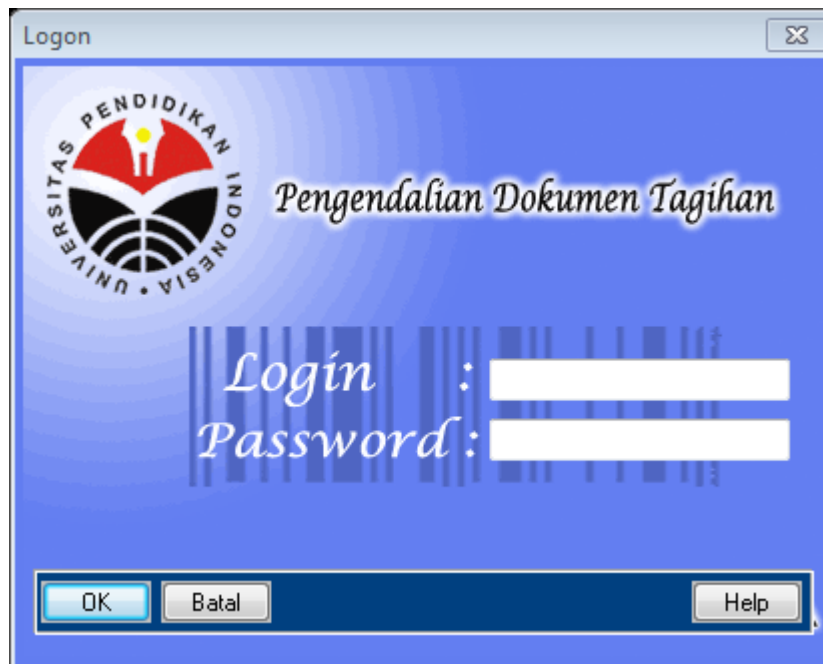 Logon
UNIVERSITAS PENDIDIKAN INDONESIA
Pengendalian Dokumen Tagihan
Login :
Password :
OK Batal Help